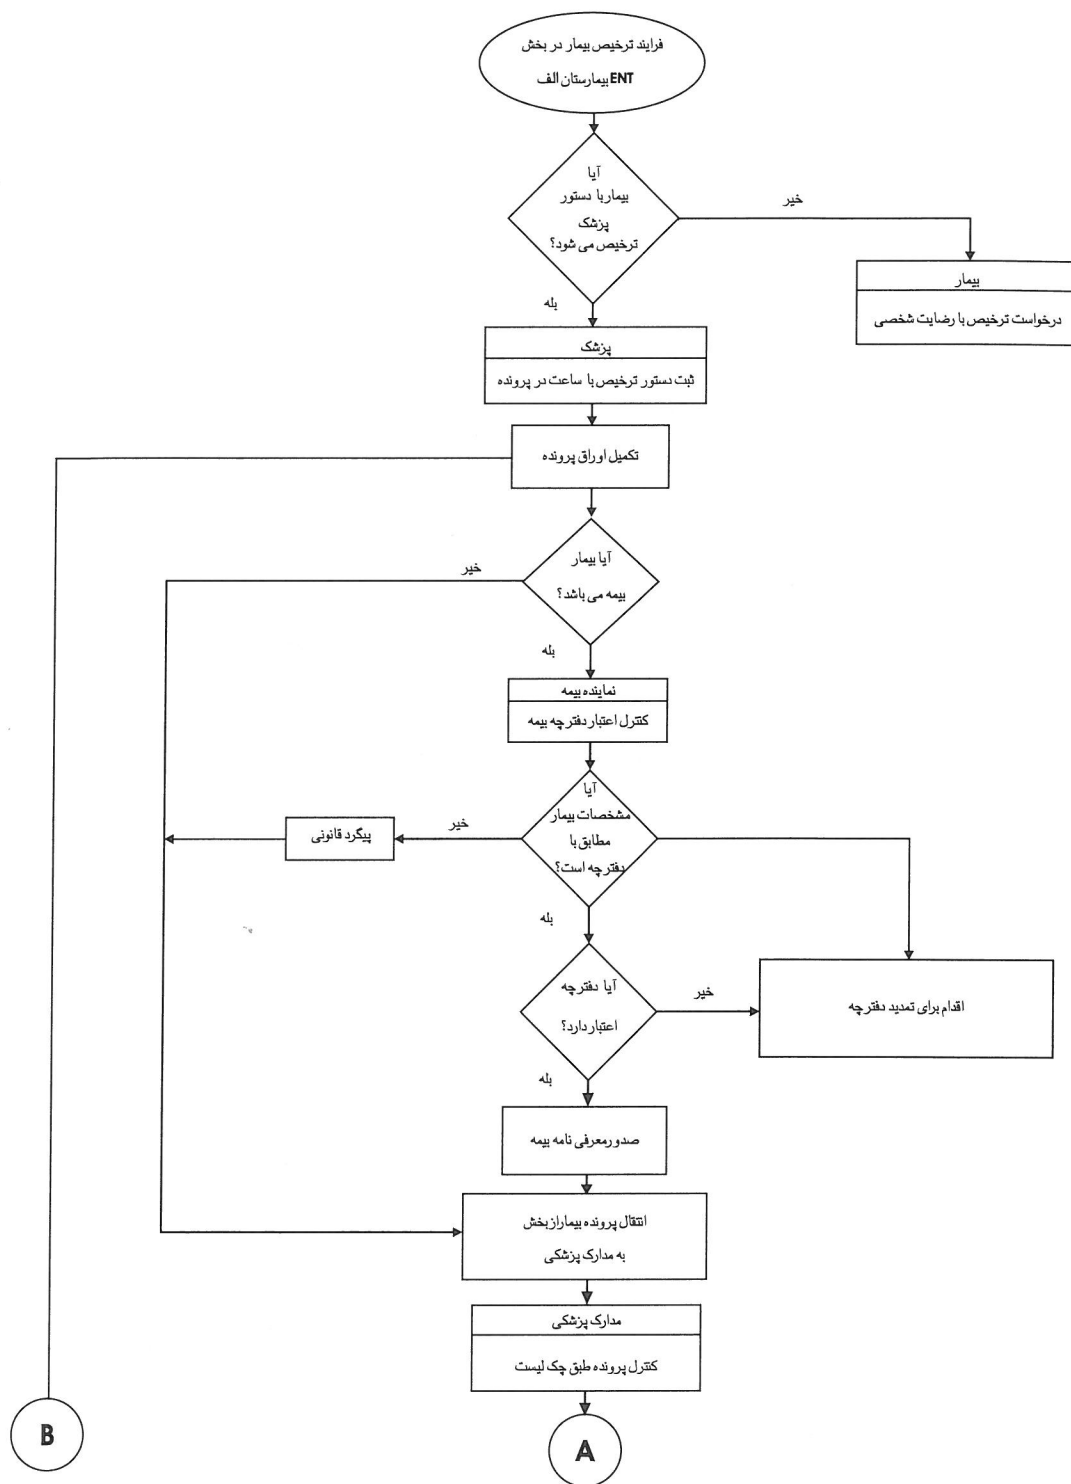 فرایند ترخیص بیمار در بخش
ENT بیمارستان الف
آیا
بیمار با دستور
پزشک
ترخیص می شود؟
خیر
بیمار
درخواست ترخیص با رضایت شخصی
بله
پزشک
ثبت دستور ترخیص با ساعت در پرونده
تکمیل اوراق پرونده
آیا بیمار
بیمه می باشد؟
خیر
بله
نماینده بیمه
کنترل اعتبار دفترچه بیمه
آیا
مشخصات بیمار
مطابق با
دفترچه است؟
خیر
پیگرد قانونی
بله
آیا دفترچه
اعتبار دارد؟
خیر
اقدام برای تمدید دفترچه
بله
صدورمعرفی نامه بیمه
انتقال پرونده بیماراز بخش
به مدارک پزشکی
مدارک پزشکی
کنترل پرونده طبق چک لیست
B
A